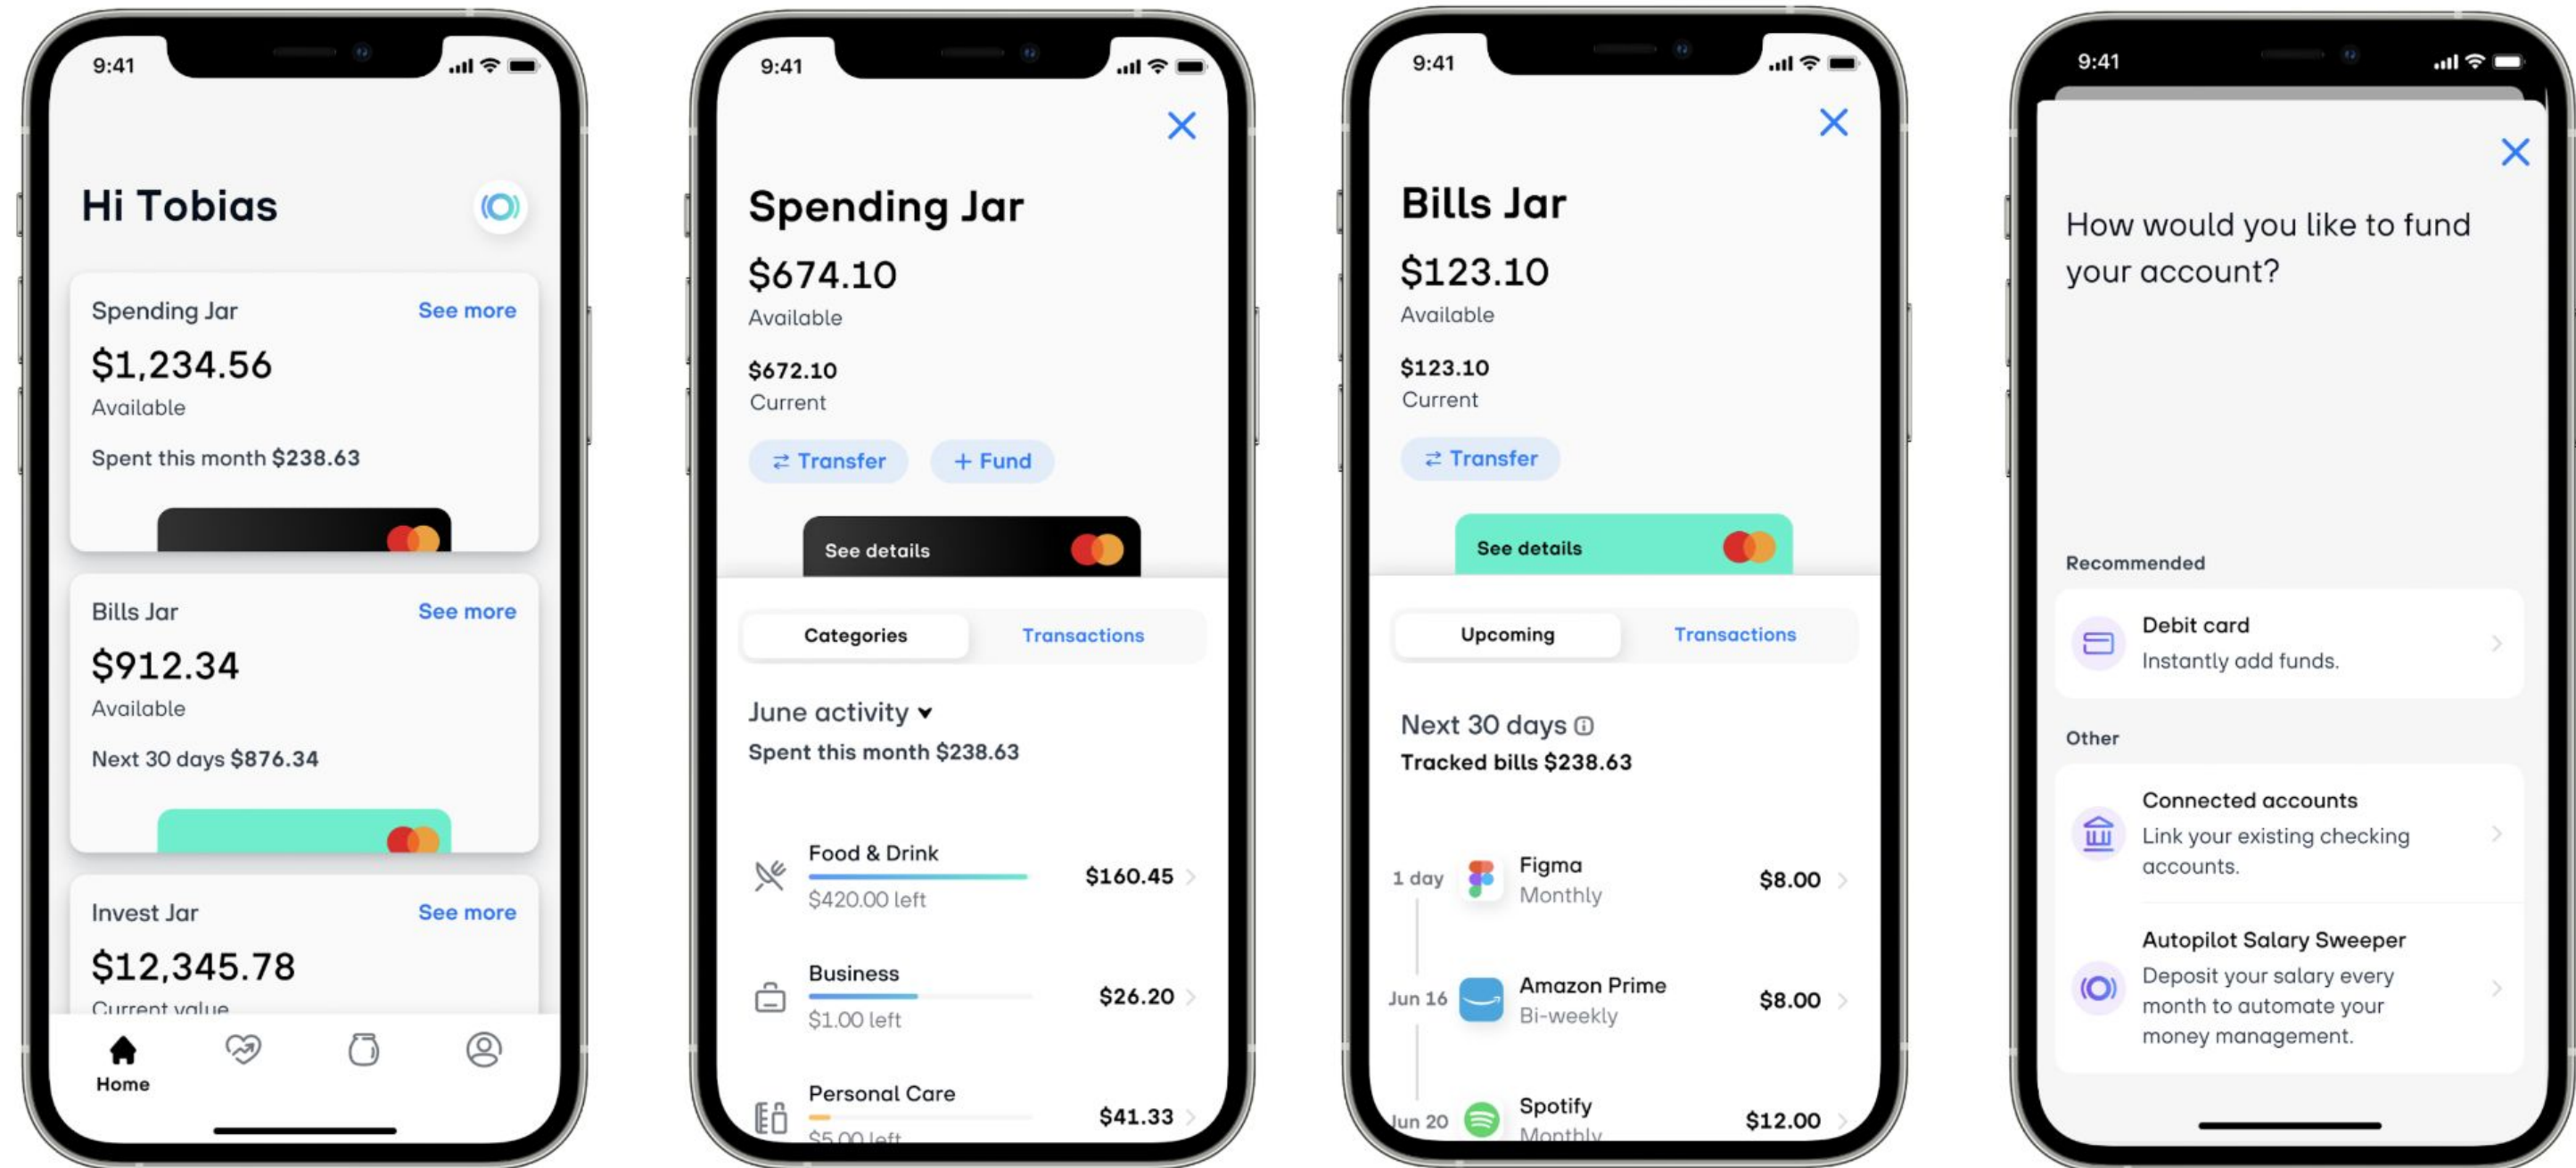 9:41
Hi Tobias
Spending Jar
See more
$1,234.56
Available
Spent this month $238.63
Bills Jar
See more
$912.34
Available
Next 30 days $876.34
Invest Jar
See more
$12,345.78
Current value
Home
9:41
Spending Jar
$674.10
Available
$672.10
Current
Transfer
+ Fund
See details
Categories
Transactions
June activity
Spent this month $238.63
Food & Drink
$160.45
$420.00 left
Business
$26.20
$1.00 left
Personal Care
$41.33
$5.00 left
9:41
Bills Jar
$123.10
Available
$123.10
Current
Transfer
See details
Upcoming
Transactions
Next 30 days
Tracked bills $238.63
1 day
Figma
Monthly
$8.00
Jun 16
Amazon Prime
Bi-weekly
$8.00
Jun 20
Spotify
Monthly
$12.00
9:41
How would you like to fund
your account?
Recommended
Debit card
Instantly add funds.
Other
Connected accounts
Link your existing checking
accounts.
Autopilot Salary Sweeper
Deposit your salary every
month to automate your
money management.